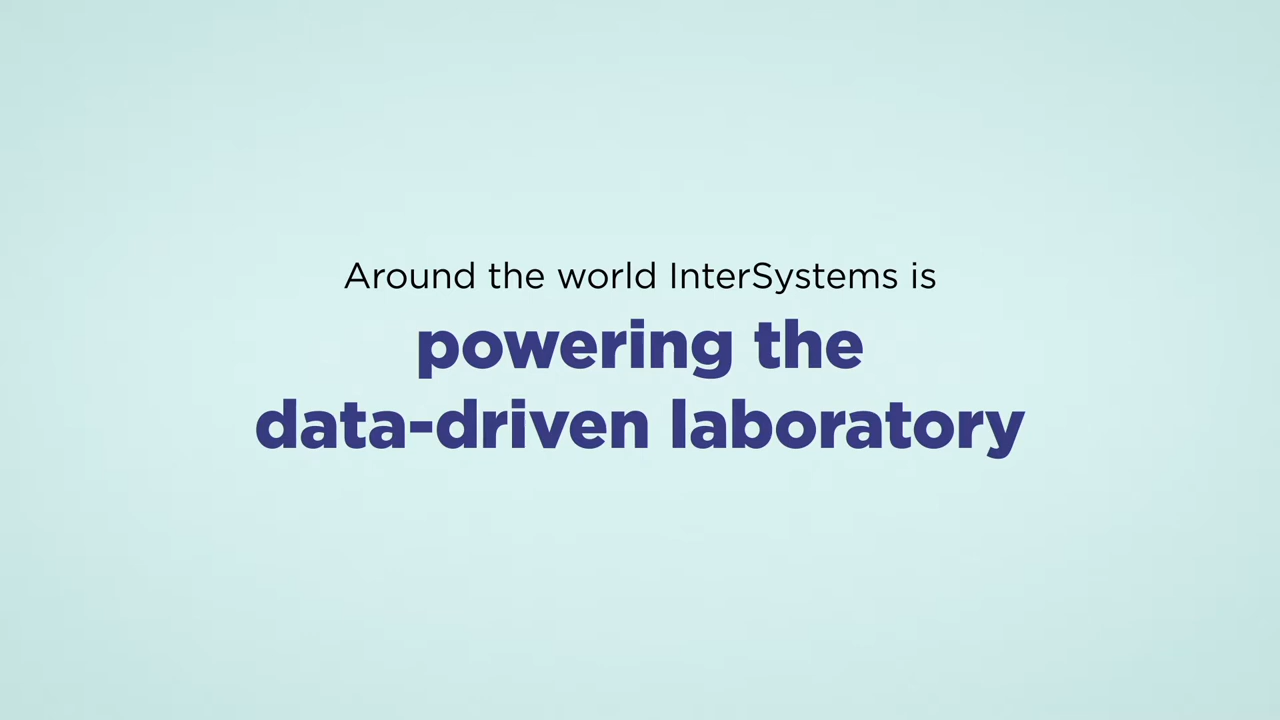 Around the world InterSystems is
powering the
data-driven laboratory